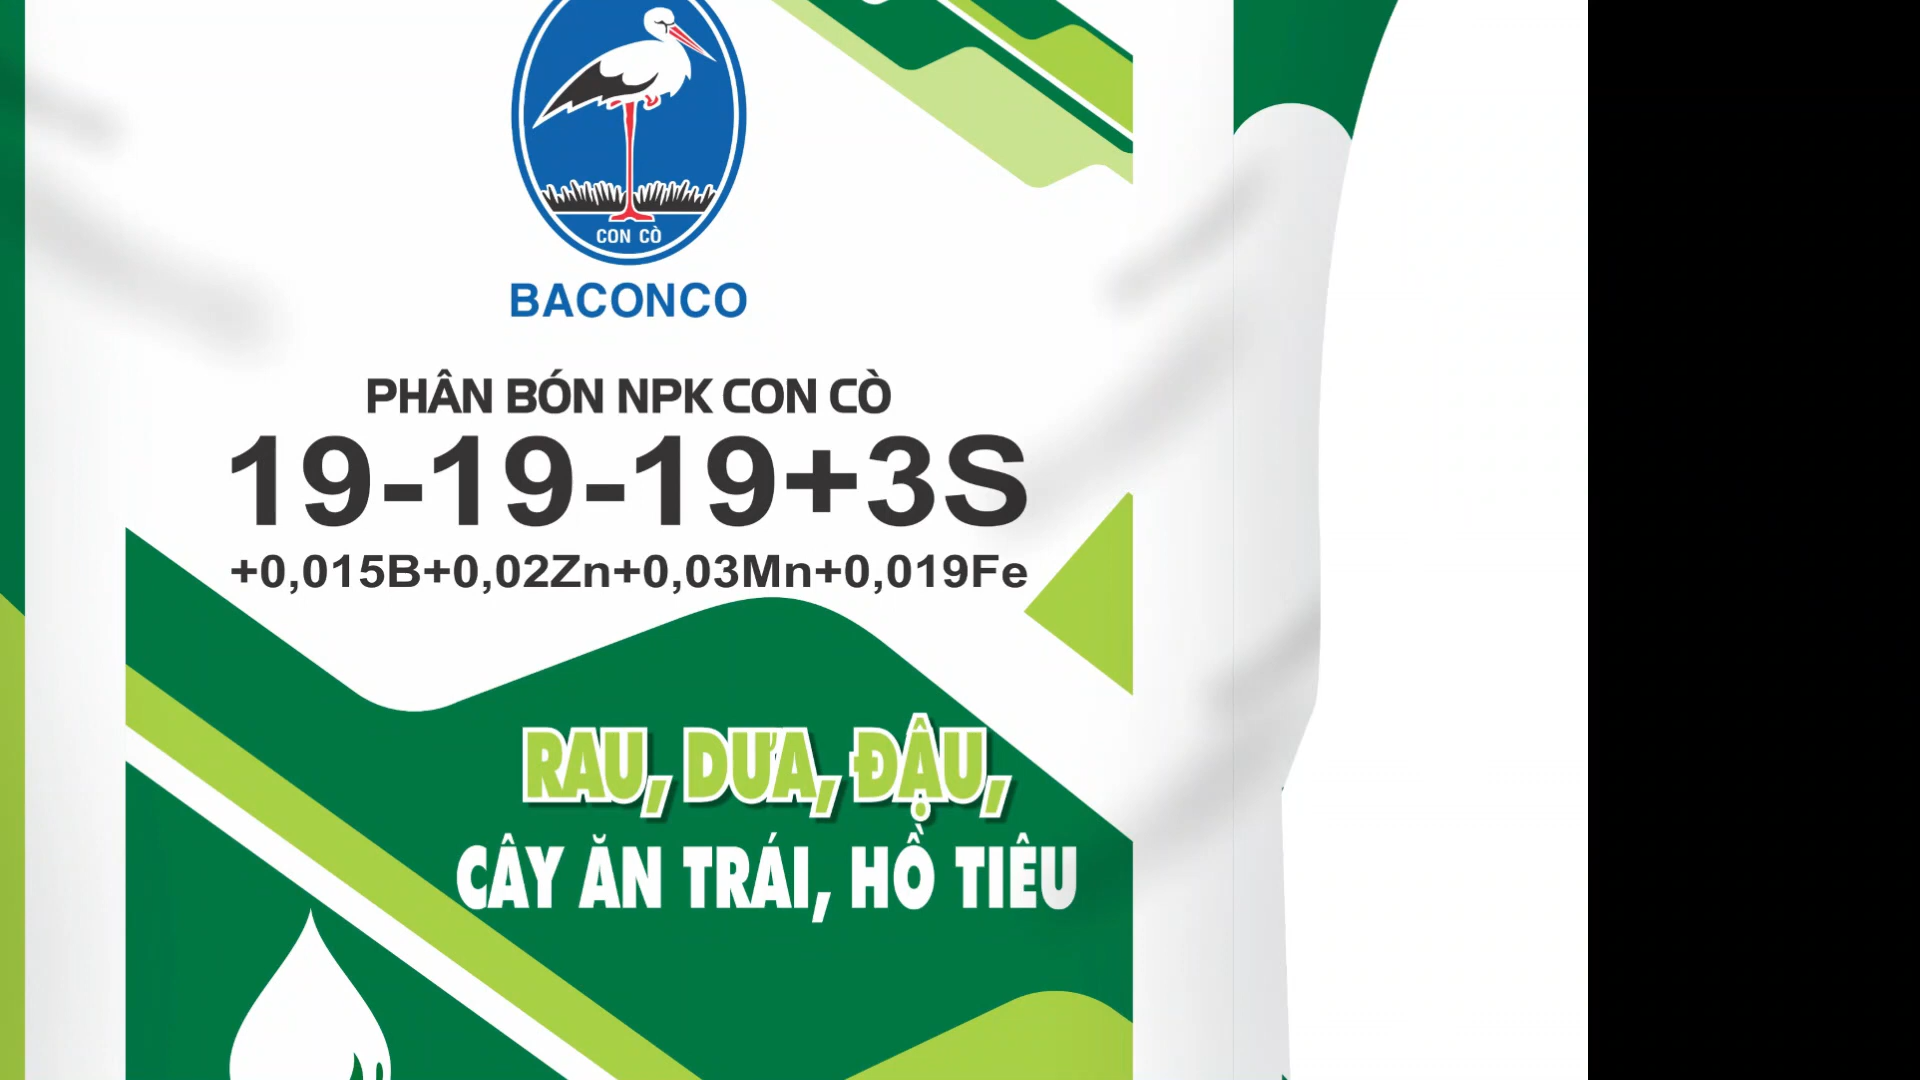 CON CÒ
BACONCO
PHÂN BÓN NPK CON CÒ
19-19-19+3S
+0,015B+0,02Zn+0,03Mn+0,019Fe
RAU, DƯA, ĐẬU,
CÂY ĂN TRÁI, HỒ TIÊU